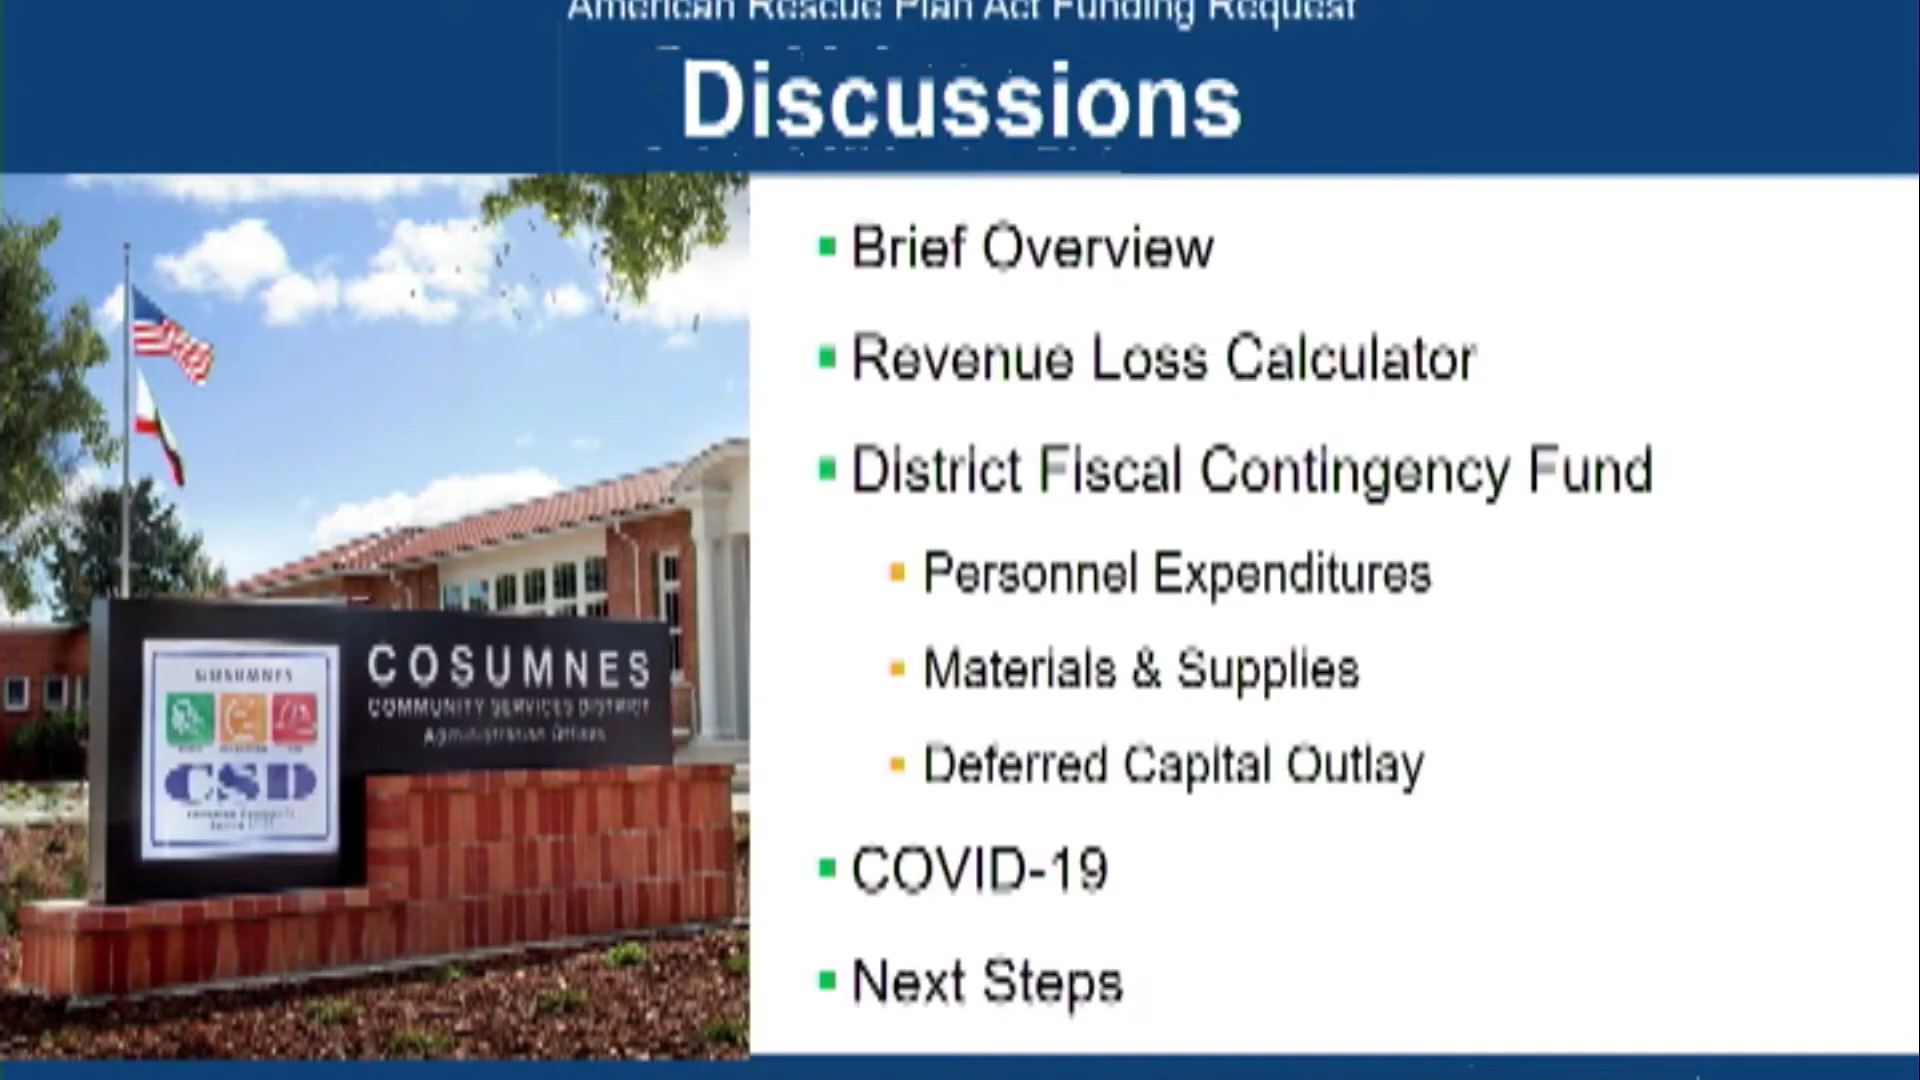 American Rescue Plan Act Funding Request
Discussions
Brief Overview
Revenue Loss Calculator
District Fiscal Contingency Fund
Personnel Expenditures
Materials & Supplies
Deferred Capital Outlay
COVID-19
Next Steps
COSUMNES
COMMUNITY SERVICES DISTRICT
Administration Offices
COSUMNES
CSD